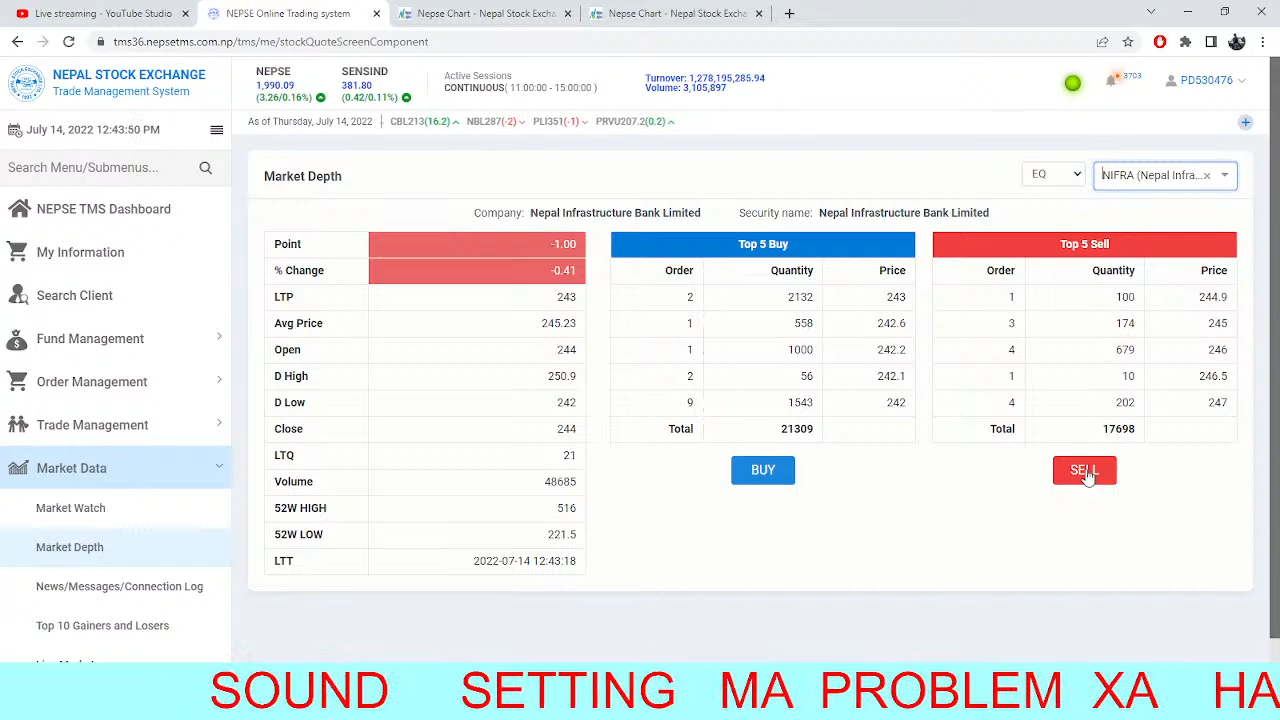 Live streaming - YouTube Studio
NEPSE Online Trading system
Nepse Chart - Nepal Stock Excha
Nepse Chart - Nepal Stock Excha
tms36.nepsetms.com.np/tms/me/stockQuoteScreenComponent
NEPAL STOCK EXCHANGE
Trade Management System
NEPSE
1,990.09
(3.26/0.16%)
SENSIND
381.80
(0.42/0.11%)
Active Sessions
CONTINUOUS( 11:00:00 - 15:00:00 )
Turnover: 1,278,195,285.94
Volume: 3,105,897
3703
PD530476
July 14, 2022 12:43:50 PM
As of Thursday, July 14, 2022 | CBL213(16.2) NBL287(-2) PLI351(-1) PRVU207.2(0.2)
Search Menu/Submenus...
NEPSE TMS Dashboard
My Information
Search Client
Fund Management
Order Management
Trade Management
Market Data
Market Watch
Market Depth
News/Messages/Connection Log
Top 10 Gainers and Losers
Market Depth
EQ
NIFRA (Nepal Infra...
Company: Nepal Infrastructure Bank Limited Security name: Nepal Infrastructure Bank Limited
Point -1.00
% Change -0.41
LTP 243
Avg Price 245.23
Open 244
D High 250.9
D Low 242
Close 244
LTQ 21
Volume 48685
52W HIGH 516
52W LOW 221.5
LTT 2022-07-14 12:43:18
Top 5 Buy
Order Quantity Price
2 2132 243
1 558 242.6
1 1000 242.2
2 56 242.1
9 1543 242
Total 21309
BUY
Top 5 Sell
Order Quantity Price
1 100 244.9
3 174 245
4 679 246
1 10 246.5
4 202 247
Total 17698
SELL
SOUND SETTING MA PROBLEM XA HA